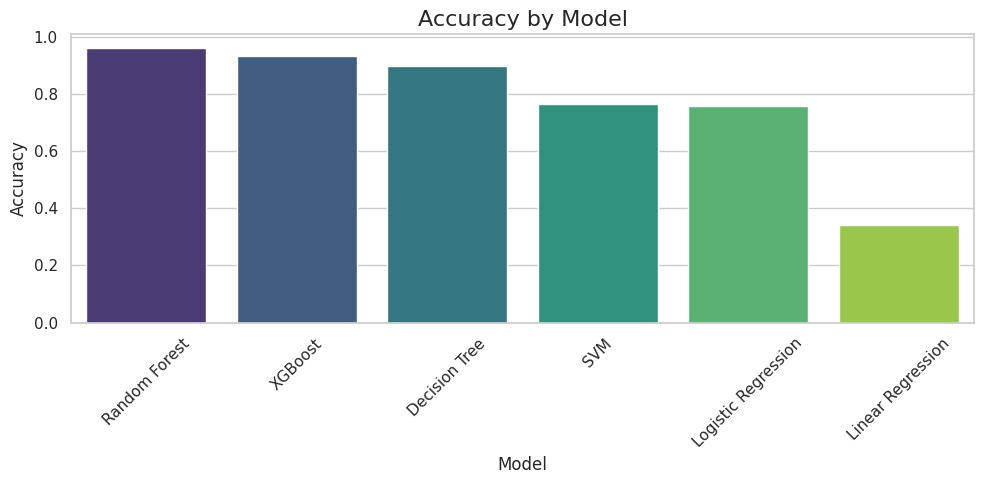 Accuracy by Model
Accuracy
1.0
0.8
0.6
0.4
0.2
0.0
Random Forest
XGBoost
Decision Tree
SVM
Logistic Regression
Linear Regression
Model